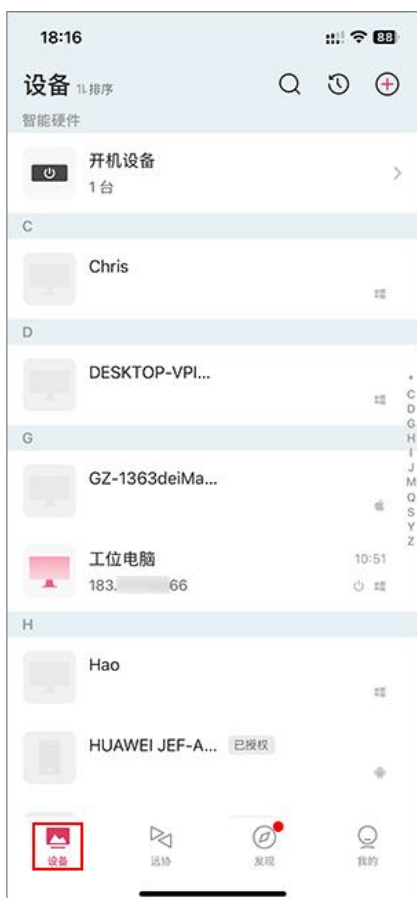 18:16
88
设备 排序
智能硬件
开机设备
1台
C
Chris
D
DESKTOP-VPI...
G
GZ-1363deiMa...
工位电脑 10:51
183. 66
H
Hao
HUAWEI JEF-A... 已授权
*
C
D
G
H
I
J
M
Q
S
Y
Z
设备
远协
发现
我的